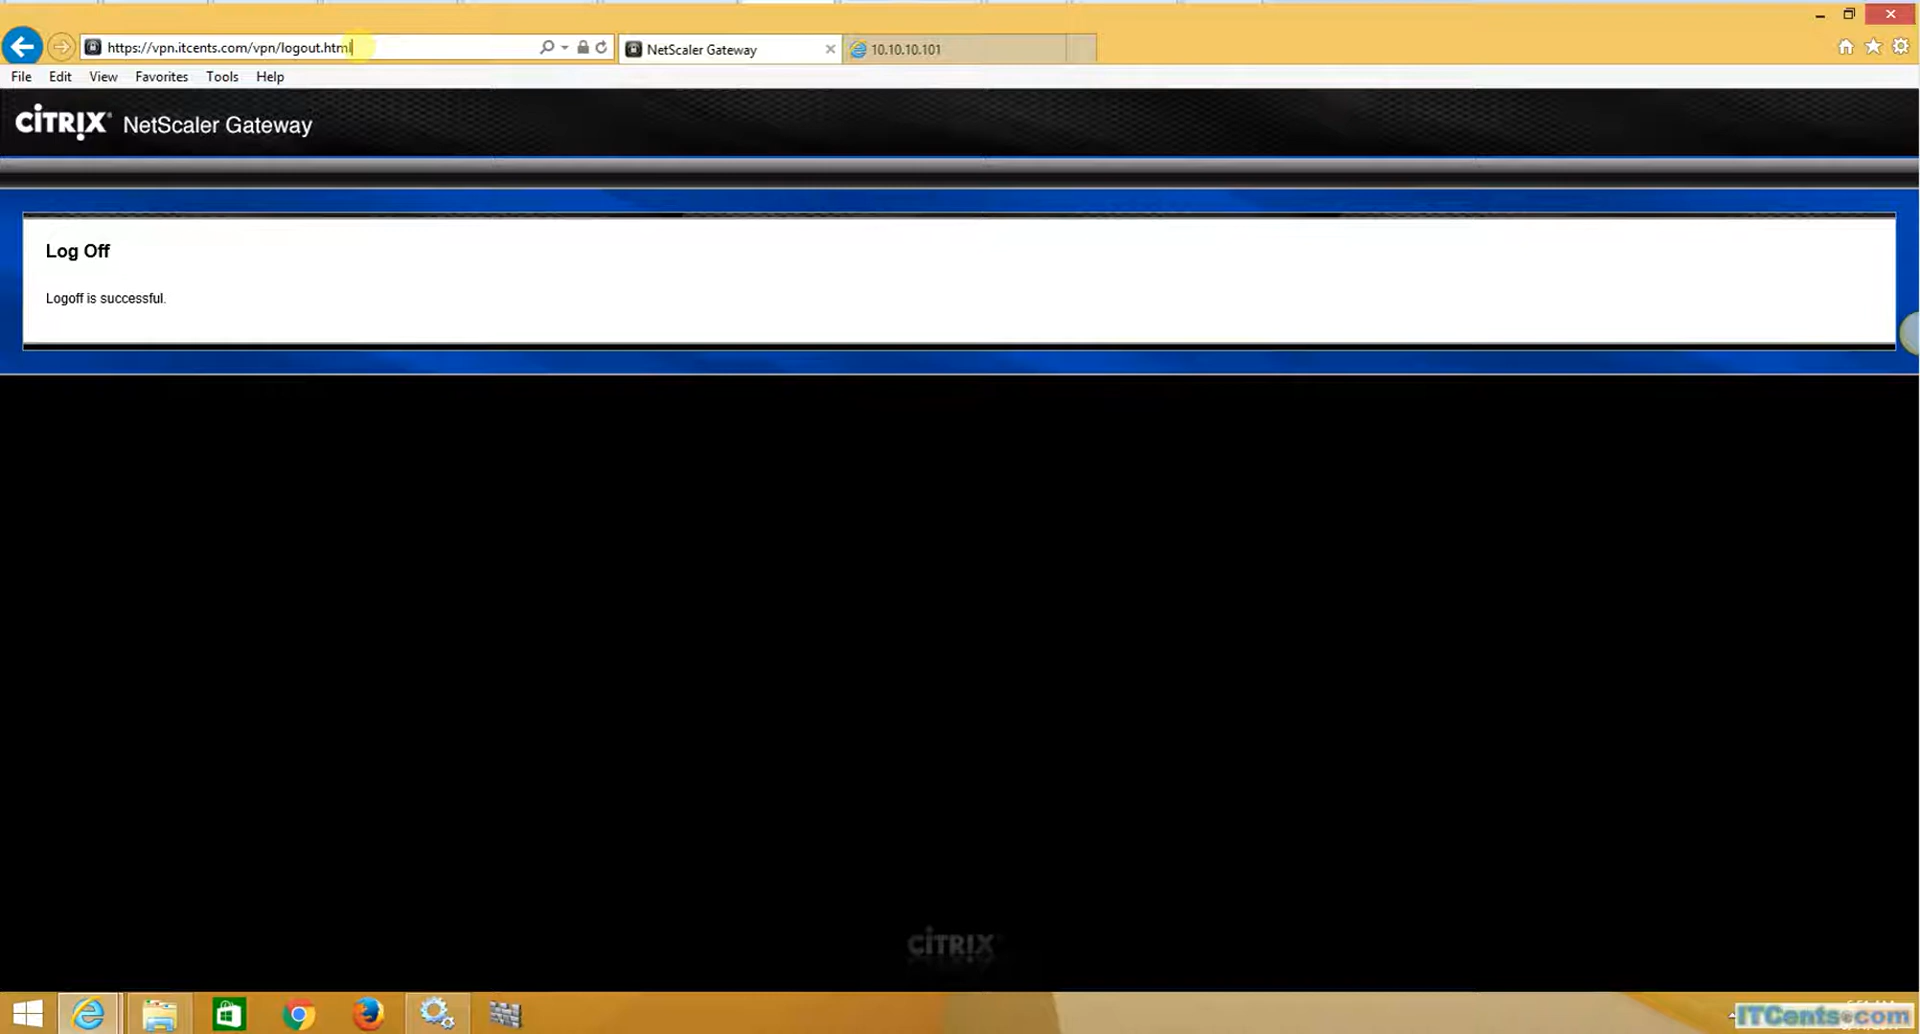 https://vpn.itcents.com/vpn/logout.html
NetScaler Gateway
10.10.10.101
File Edit View Favorites Tools Help
CITRIX NetScaler Gateway
Log Off
Logoff is successful.
CITRIX
ITCents.com